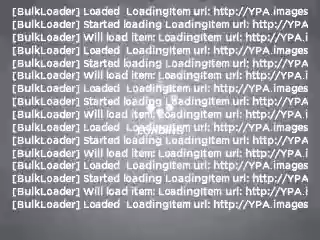 [BulkLoader] Loaded  LoadingItem url: http://YPA.images
[BulkLoader] Started loading LoadingItem url: http://YPA
[BulkLoader] Will load item: LoadingItem url: http://YPA.i
[BulkLoader] Loaded  LoadingItem url: http://YPA.images
[BulkLoader] Started loading LoadingItem url: http://YPA
[BulkLoader] Will load item: LoadingItem url: http://YPA.i
[BulkLoader] Loaded  LoadingItem url: http://YPA.images
[BulkLoader] Started loading LoadingItem url: http://YPA
[BulkLoader] Will load item: LoadingItem url: http://YPA.i
[BulkLoader] Loaded  LoadingItem url: http://YPA.images
[BulkLoader] Started loading LoadingItem url: http://YPA
[BulkLoader] Will load item: LoadingItem url: http://YPA.i
[BulkLoader] Loaded  LoadingItem url: http://YPA.images
[BulkLoader] Started loading LoadingItem url: http://YPA
[BulkLoader] Will load item: LoadingItem url: http://YPA.i
[BulkLoader] Loaded  LoadingItem url: http://YPA.images